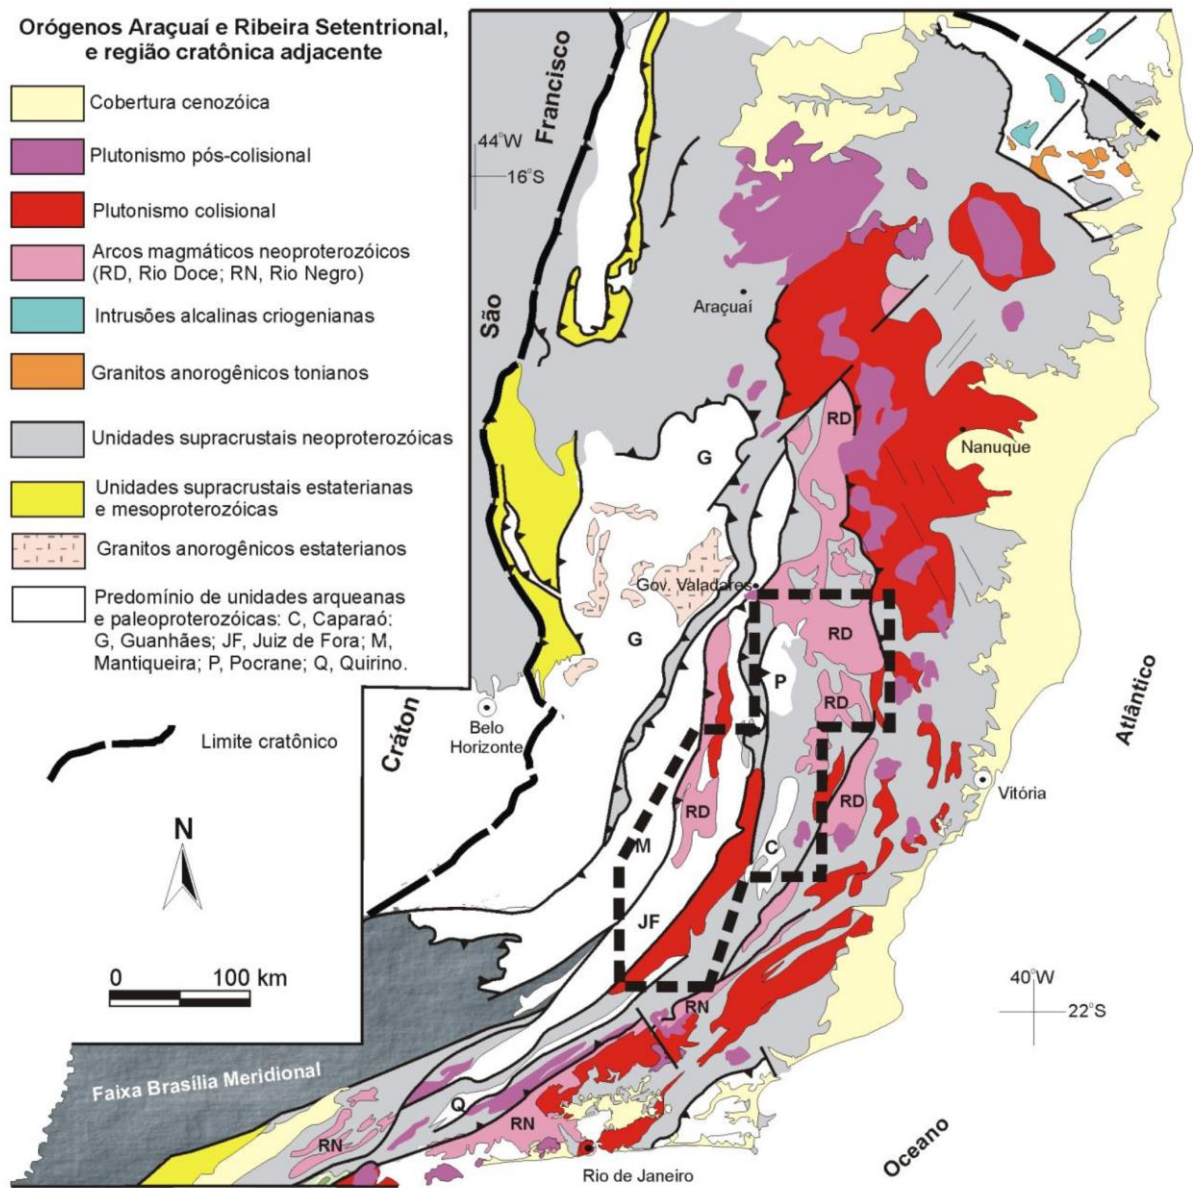 Orógenos Araçuaí e Ribeira Setentrional,
e região cratônica adjacente
Cobertura cenozóica
Plutonismo pós-colisional
Plutonismo colisional
Arcos magmáticos neoproterozóicos
(RD, Rio Doce; RN, Rio Negro)
Intrusões alcalinas criogenianas
Granitos anorogênicos tonianos
Unidades supracrustais neoproterozóicas
Unidades supracrustais estaterianas
e mesoproterozóicas
Granitos anorogênicos estaterianos
Predomínio de unidades arqueanas
e paleoproterozóicas: C, Caparaó:
G, Guanhães; JF, Juiz de Fora; M,
Mantiqueira; P, Pocrane; Q, Quirino.
Limite cratônico
N
0 100 km
44°W
16°S
Francisco
São
Cráton
Araçuaí
RD
Nanuque
G
Gov. Valadares
G
RD
P
RD
Belo
Horizonte
Atlântico
Vitória
RD
RD
M
C
JF
40°W
22°S
RN
Faixa Brasília Meridional
Q
RN
RN
Rio de Janeiro
Oceano